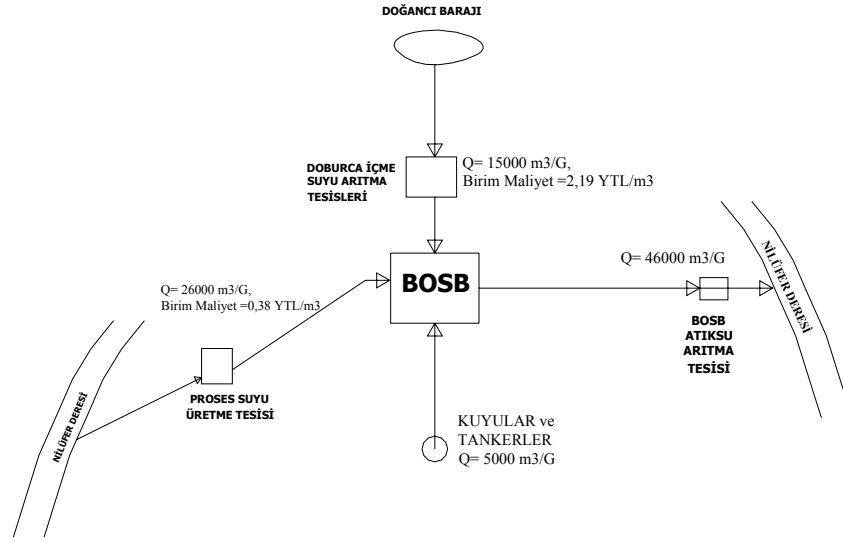 DOĞANCI BARAJI
DOBURCA İÇME
SUYU ARITMA
TESİSLERİ
Q= 15000 m3/G,
Birim Maliyet =2,19 YTL/m3
BOSB
Q= 46000 m3/G
NİLÜFER DERESİ
BOSB
ATIKSU
ARITMA
TESİSİ
Q= 26000 m3/G,
Birim Maliyet =0,38 YTL/m3
PROSES SUYU
ÜRETME TESİSİ
NİLÜFER DERESİ
KUYULAR ve
TANKERLER
Q= 5000 m3/G